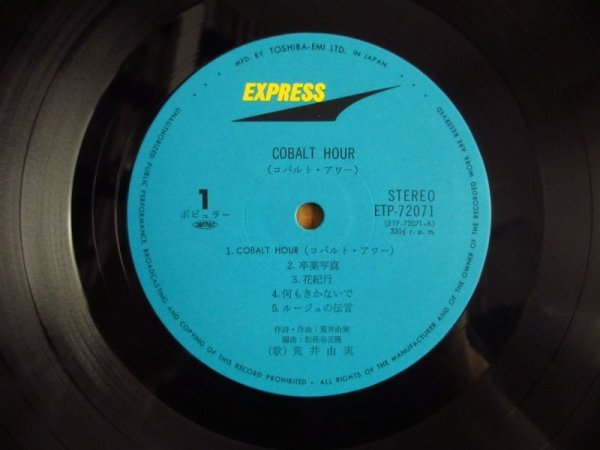 MFD. BY TOSHIBA-EMI LTD. IN JAPAN
EXPRESS
COBALT HOUR
(コバルト・アワー)
1
ポピュラー
JASRAC
STEREO
ETP-72071
(ETP-72071-A)
33⅓ r. p. m.
1. COBALT HOUR (コバルト・アワー)
2. 卒業写真
3. 花紀行
4. 何もきかないで
5. ルージュの伝言
作詩・作曲:荒井由実
編曲:松任谷正隆
(歌) 荒井由実
UNAUTHORIZED PUBLIC PERFORMANCE, BROADCASTING AND COPYING OF THIS RECORD PROHIBITED • ALL RIGHTS OF THE MANUFACTURER AND OF THE OWNER OF THE RECORDED WORK ARE RESERVED